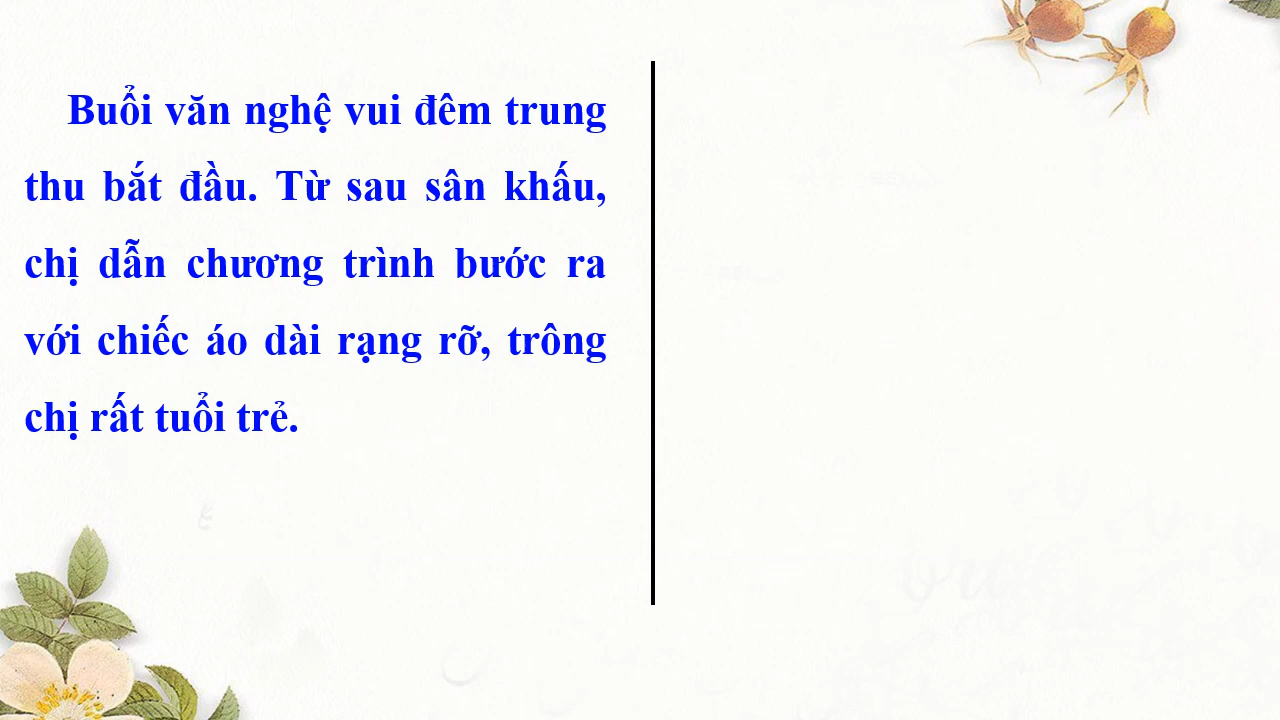 Buổi văn nghệ vui đêm trung
thu bắt đầu. Từ sau sân khấu,
chị dẫn chương trình bước ra
với chiếc áo dài rạng rỡ, trông
chị rất tuổi trẻ.